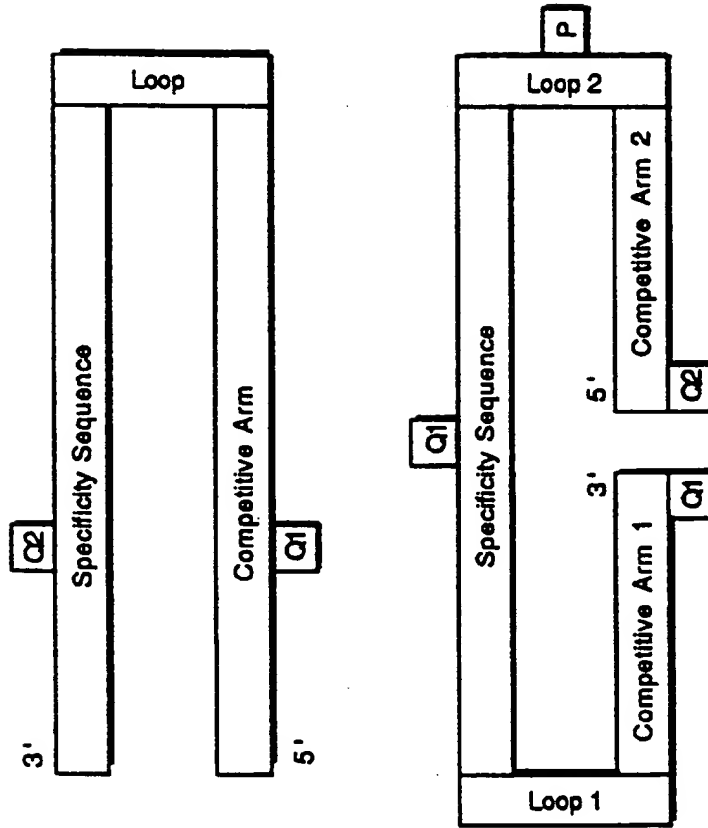 3'
Q2
Specificity Sequence
Loop
Competitive Arm
Q1
5'
Q1
Specificity Sequence
P
Loop 2
Loop 1
3'
5'
Competitive Arm 1
Competitive Arm 2
Q1
Q2